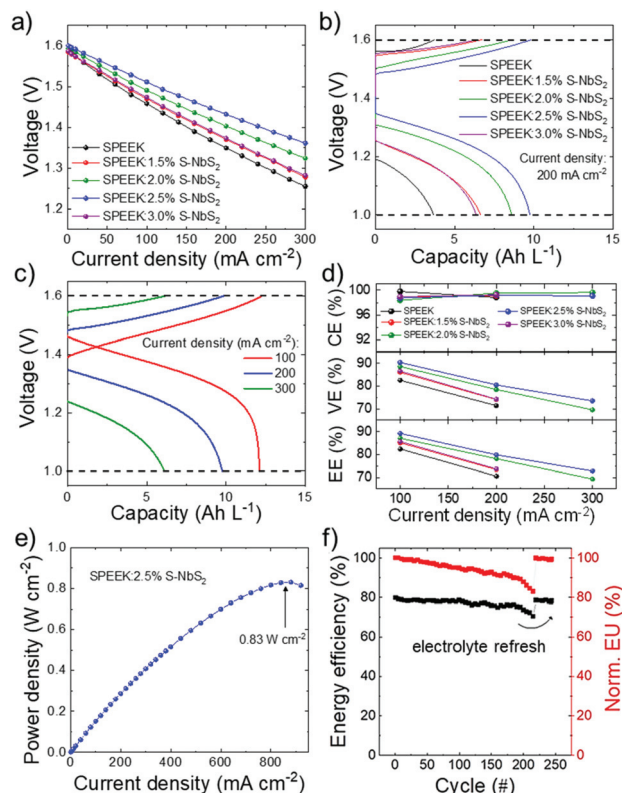 a)
Voltage (V)
1.6
1.5
1.4
1.3
1.2
SPEEK
SPEEK:1.5% S-NbS2
SPEEK:2.0% S-NbS2
SPEEK:2.5% S-NbS2
SPEEK:3.0% S-NbS2
0 50 100 150 200 250 300
Current density (mA cm-2)
b)
Voltage (V)
1.6
1.4
1.2
1.0
SPEEK
SPEEK:1.5% S-NbS2
SPEEK:2.0% S-NbS2
SPEEK:2.5% S-NbS2
SPEEK:3.0% S-NbS2
Current density:
200 mA cm-2
0 5 10 15
Capacity (Ah L-1)
c)
Voltage (V)
1.6
1.4
1.2
1.0
Current density (mA cm-2):
100
200
300
0 5 10 15
Capacity (Ah L-1)
d)
CE (%)
100
98
96
94
92
SPEEK
SPEEK:1.5% S-NbS2
SPEEK:2.0% S-NbS2
SPEEK:2.5% S-NbS2
SPEEK:3.0% S-NbS2
VE (%)
90
80
70
EE (%)
90
80
70
100 150 200 250 300
Current density (mA cm-2)
e)
Power density (W cm-2)
1.0
0.8
0.6
0.4
0.2
0.0
SPEEK:2.5% S-NbS2
0.83 W cm-2
0 200 400 600 800
Current density (mA cm-2)
f)
Energy efficiency (%)
100
80
60
40
20
0
electrolyte refresh
100
80
60
40
20
0
Norm. EU (%)
0 50 100 150 200 250
Cycle (#)